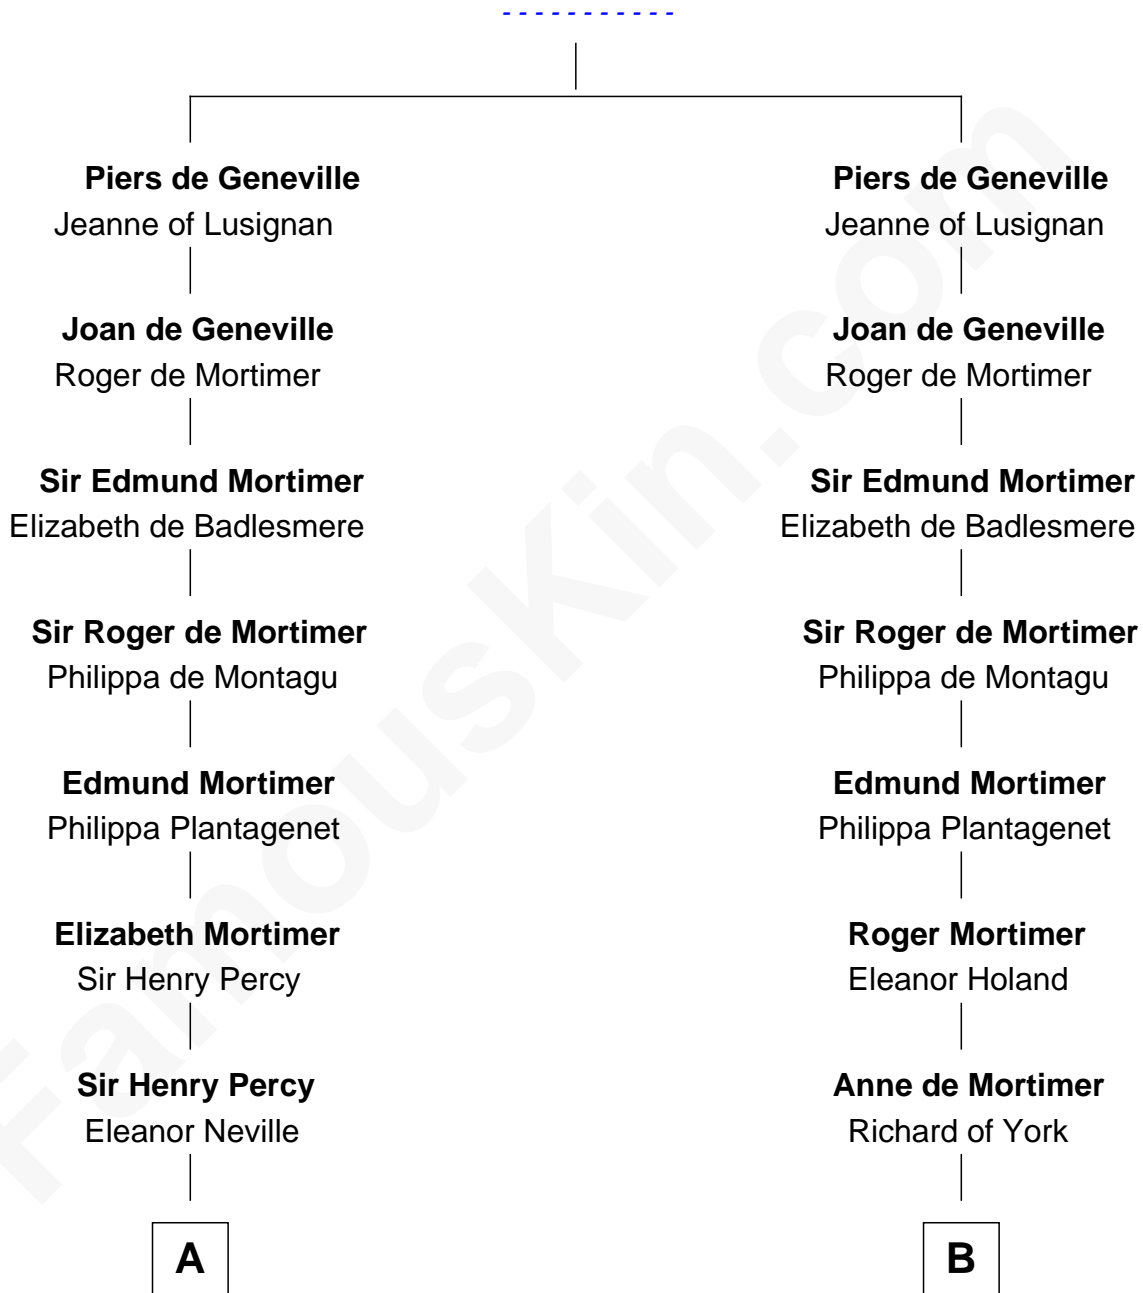 - - - - - - - - - - -
Piers de Geneville
Jeanne of Lusignan
Joan de Geneville
Roger de Mortimer
Sir Edmund Mortimer
Elizabeth de Badlesmere
Sir Roger de Mortimer
Philippa de Montagu
Edmund Mortimer
Philippa Plantagenet
Elizabeth Mortimer
Sir Henry Percy
Sir Henry Percy
Eleanor Neville
A
Piers de Geneville
Jeanne of Lusignan
Joan de Geneville
Roger de Mortimer
Sir Edmund Mortimer
Elizabeth de Badlesmere
Sir Roger de Mortimer
Philippa de Montagu
Edmund Mortimer
Philippa Plantagenet
Roger Mortimer
Eleanor Holand
Anne de Mortimer
Richard of York
B
FamousKin.com